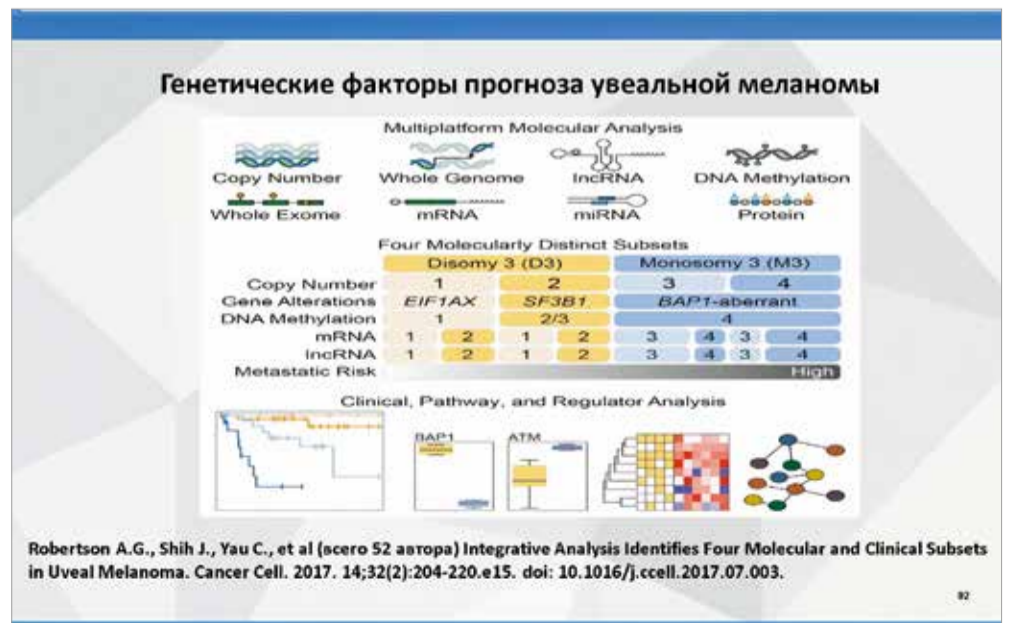 Генетические факторы прогноза увеальной меланомы
Multiplatform Molecular Analysis
Copy Number Whole Genome lncRNA DNA Methylation
Whole Exome mRNA miRNA Protein
Four Molecularly Distinct Subsets
Disomy 3 (D3) Monosomy 3 (M3)
Copy Number 1 2 3 4
Gene Alterations EIF1AX SF3B1 BAP1-aberrant
DNA Methylation 1 2/3 4
mRNA 1 2 1 2 3 4 3 4
lncRNA 1 2 1 2 3 4 3 4
Metastatic Risk High
Clinical, Pathway, and Regulator Analysis
BAP1 ATM
Robertson A.G., Shih J., Yau C., et al (всего 52 автора) Integrative Analysis Identifies Four Molecular and Clinical Subsets
in Uveal Melanoma. Cancer Cell. 2017. 14;32(2):204-220.e15. doi: 10.1016/j.ccell.2017.07.003.
92